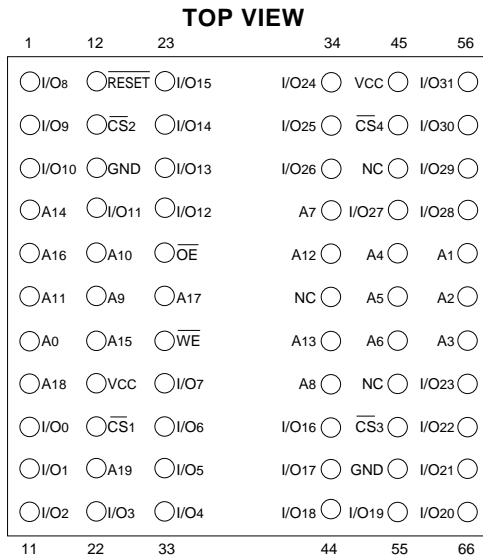 TOP VIEW
1 12 23 34 45 56
I/O8 RESET I/O15 I/O24 VCC I/O31
I/O9 CS2 I/O14 I/O25 CS4 I/O30
I/O10 GND I/O13 I/O26 NC I/O29
A14 I/O11 I/O12 A7 I/O27 I/O28
A16 A10 OE A12 A4 A1
A11 A9 A17 NC A5 A2
A0 A15 WE A13 A6 A3
A18 VCC I/O7 A8 NC I/O23
I/O0 CS1 I/O6 I/O16 CS3 I/O22
I/O1 A19 I/O5 I/O17 GND I/O21
I/O2 I/O3 I/O4 I/O18 I/O19 I/O20
11 22 33 44 55 66